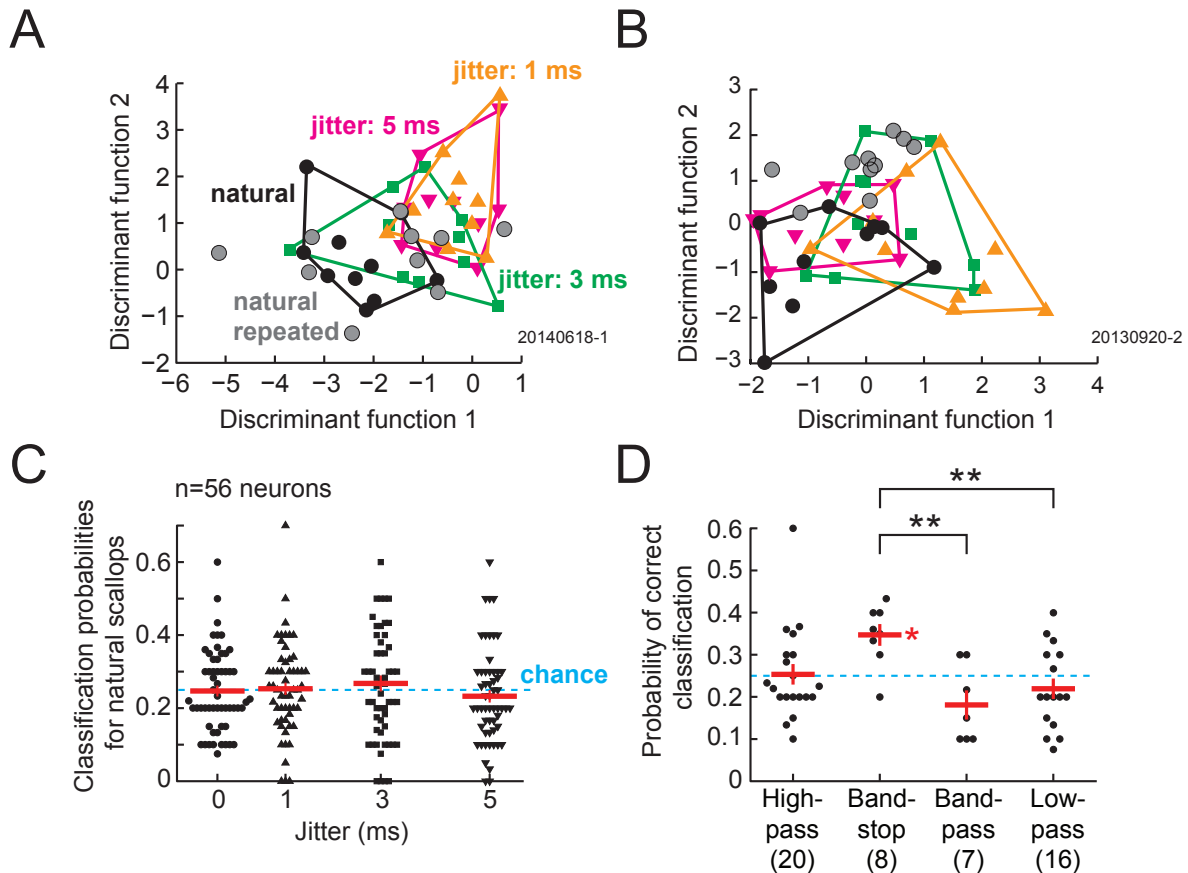 A
Discriminant function 2
4
3
2
1
0
−1
−2
−6
−5
−4
−3
−2
−1
0
1
Discriminant function 1
jitter: 1 ms
jitter: 5 ms
natural
jitter: 3 ms
natural
repeated
20140618-1
B
Discriminant function 2
3
2
1
0
−1
−2
−3
−2
−1
0
1
2
3
4
Discriminant function 1
20130920-2
C
n=56 neurons
Classification probabilities
for natural scallops
0.6
0.4
0.2
0
0
1
3
5
Jitter (ms)
chance
D
Probability of correct
classification
0.6
0.5
0.4
0.3
0.2
0.1
0
**
**
*
High-
pass
(20)
Band-
stop
(8)
Band-
pass
(7)
Low-
pass
(16)